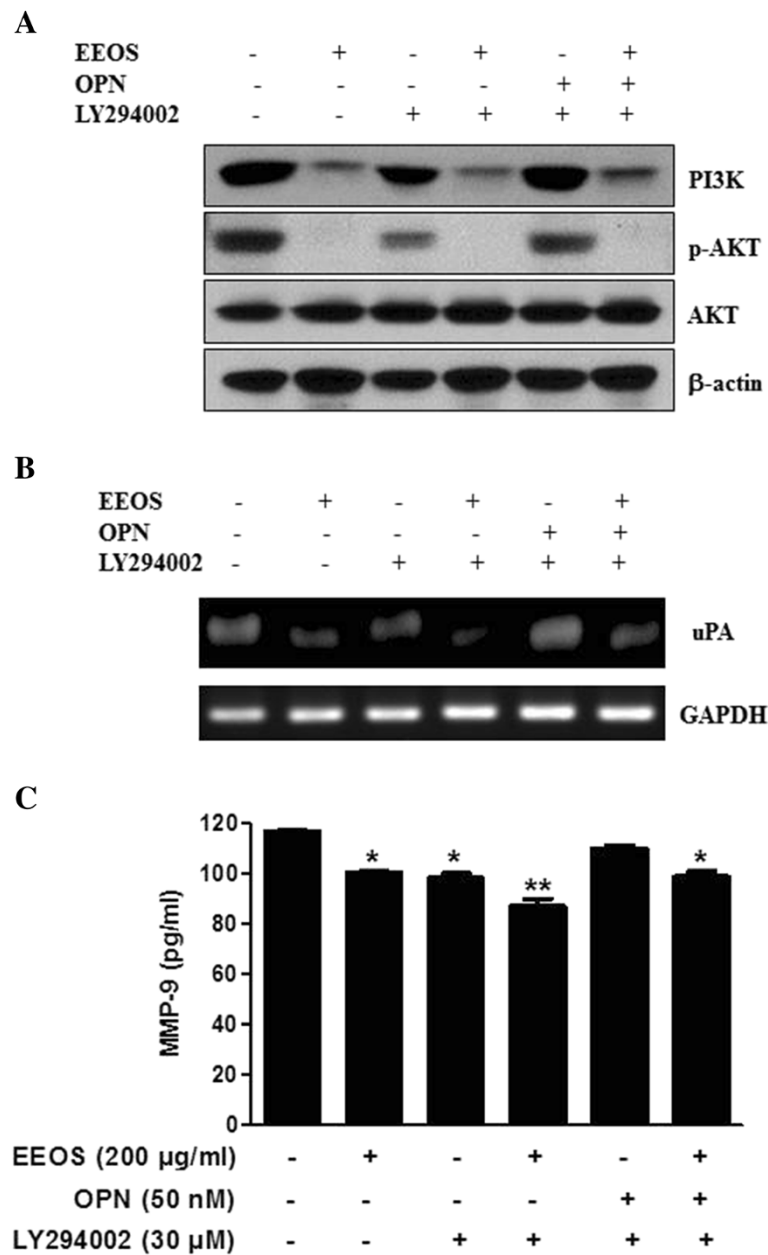 A
EEOS - + - + - +
OPN - - - - + +
LY294002 - - + + + +
PI3K
p-AKT
AKT
β-actin
B
EEOS - + - + - +
OPN - - - - + +
LY294002 - - + + + +
uPA
GAPDH
C
MMP-9 (pg/ml)
120
100
80
60
40
20
0
* * ** *
EEOS (200 µg/ml) - + - + - +
OPN (50 nM) - - - - + +
LY294002 (30 µM) - - + + + +